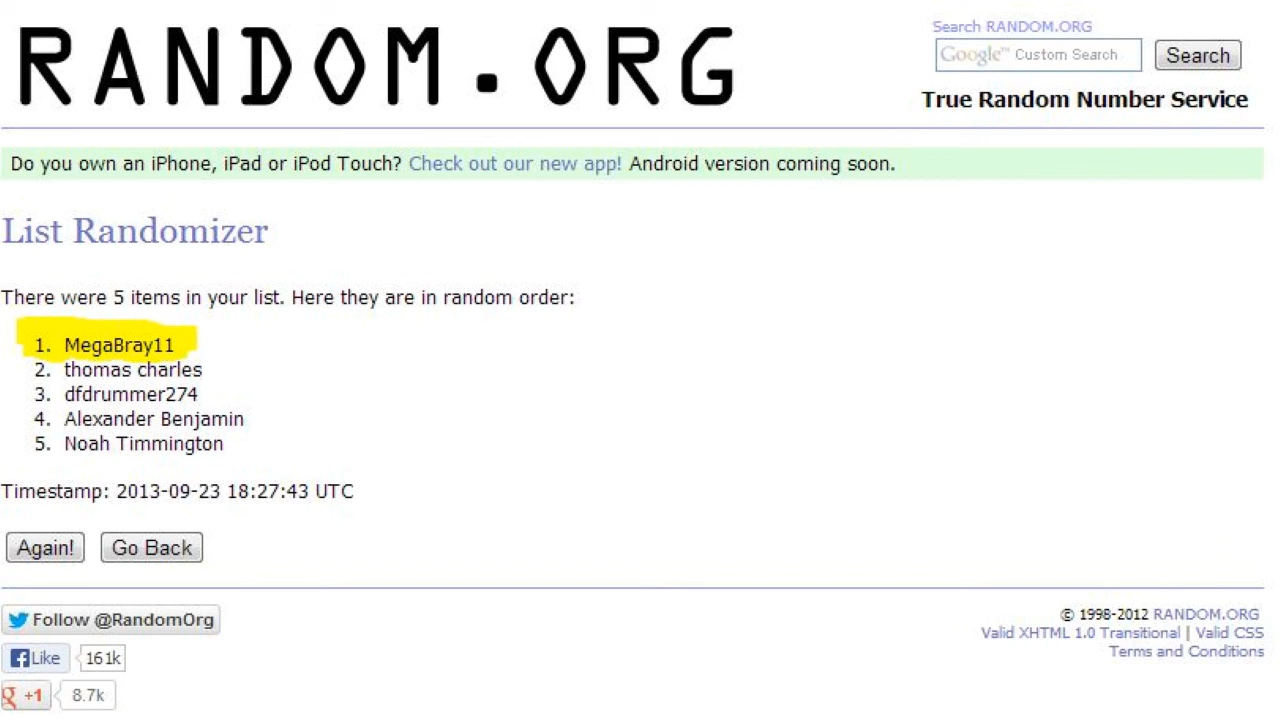 RANDOM.ORG
Search RANDOM.ORG
Google™ Custom Search
Search
True Random Number Service
Do you own an iPhone, iPad or iPod Touch? Check out our new app! Android version coming soon.
List Randomizer
There were 5 items in your list. Here they are in random order:
1. MegaBray11
2. thomas charles
3. dfdrummer274
4. Alexander Benjamin
5. Noah Timmington
Timestamp: 2013-09-23 18:27:43 UTC
Again! Go Back
Follow @RandomOrg
Like 161k
g +1 8.7k
© 1998-2012 RANDOM.ORG
Valid XHTML 1.0 Transitional | Valid CSS
Terms and Conditions